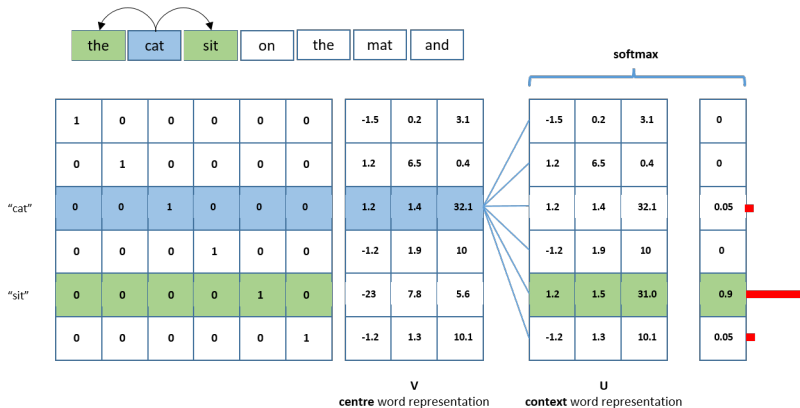 the cat sit on the mat and
softmax
1 0 0 0 0 0 -1.5 0.2 3.1 -1.5 0.2 3.1 0
0 1 0 0 0 0 1.2 6.5 0.4 1.2 6.5 0.4 0
“cat” 0 0 1 0 0 0 1.2 1.4 32.1 1.2 1.4 32.1 0.05
0 0 0 1 0 0 -1.2 1.9 10 -1.2 1.9 10 0
“sit” 0 0 0 0 1 0 -23 7.8 5.6 1.2 1.5 31.0 0.9
0 0 0 0 0 1 -1.2 1.3 10.1 -1.2 1.3 10.1 0.05
V U
centre word representation context word representation